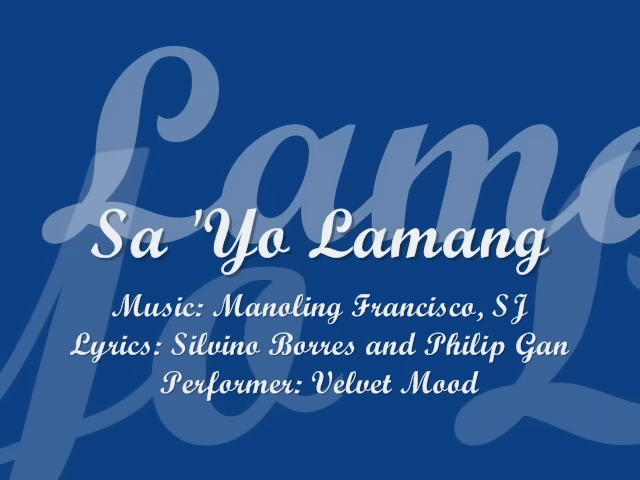 Sa 'Yo Lamang
Music: Manoling Francisco, SJ
Lyrics: Silvino Borres and Philip Gan
Performer: Velvet Mood